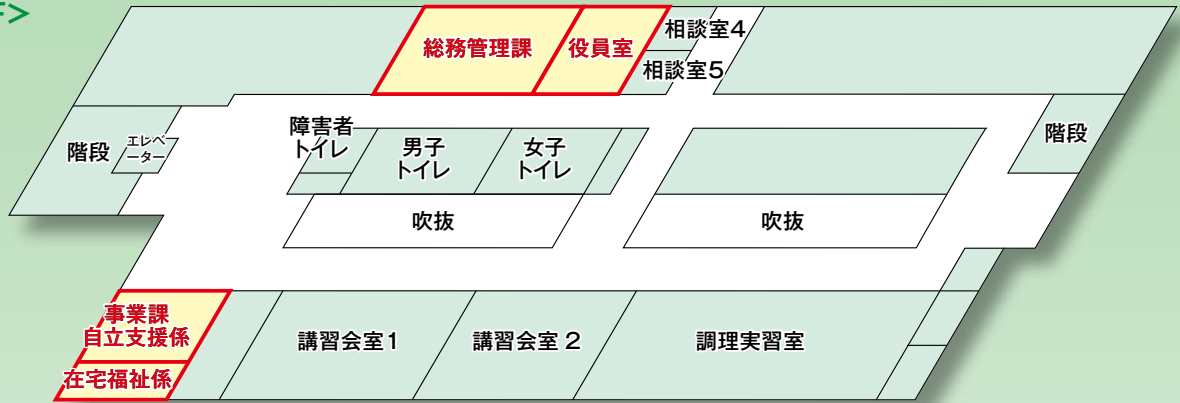 F>
総務管理課
役員室
相談室4
相談室5
階段
エレベ
ーター
障害者
トイレ
男子
トイレ
女子
トイレ
階段
吹抜
吹抜
事業課
自立支援係
在宅福祉係
講習会室1
講習会室2
調理実習室